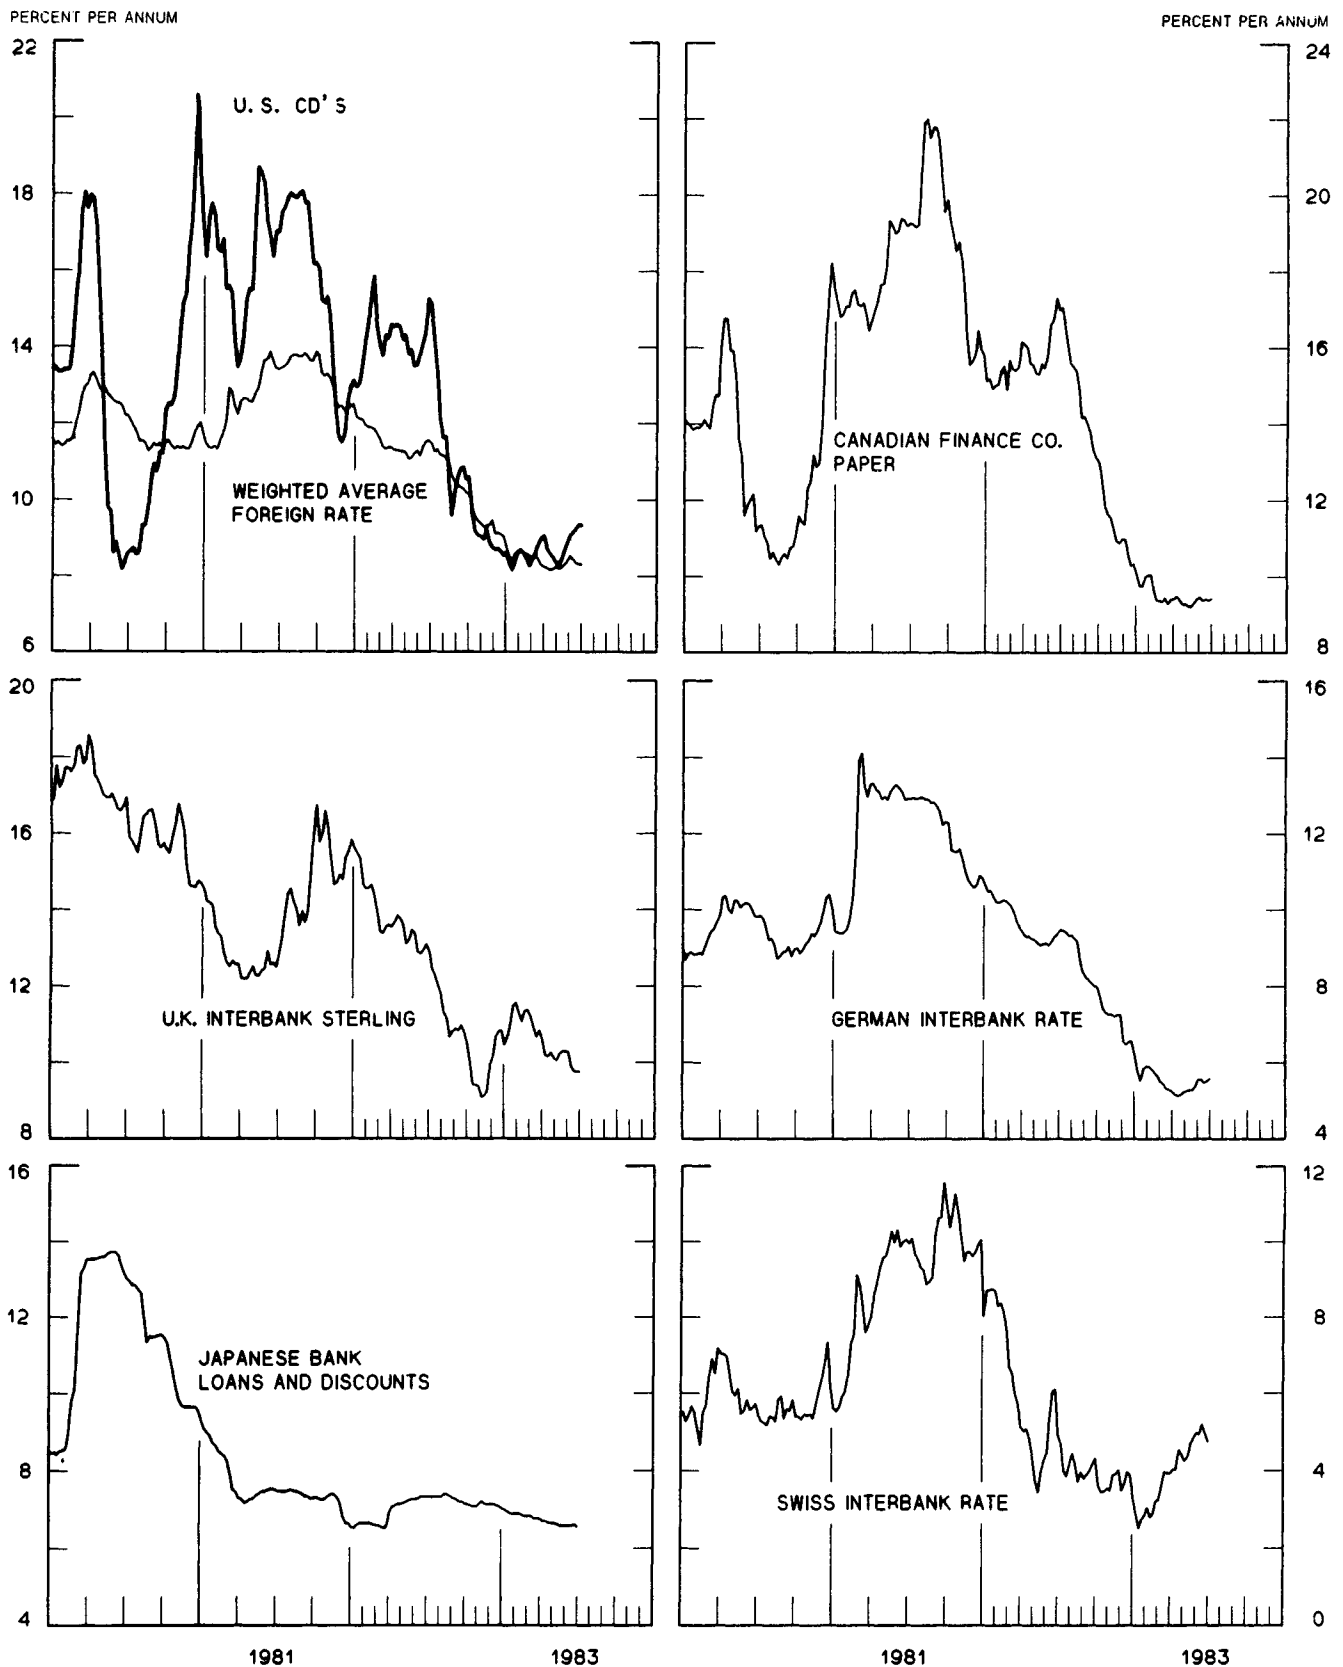 PERCENT PER ANNUM
PERCENT PER ANNUM
22
18
14
10
6
U. S. CD'S
WEIGHTED AVERAGE
FOREIGN RATE
24
20
16
12
8
CANADIAN FINANCE CO.
PAPER
20
16
12
8
U.K. INTERBANK STERLING
16
12
8
4
GERMAN INTERBANK RATE
16
12
8
4
JAPANESE BANK
LOANS AND DISCOUNTS
12
8
4
0
SWISS INTERBANK RATE
1981
1983
1981
1983